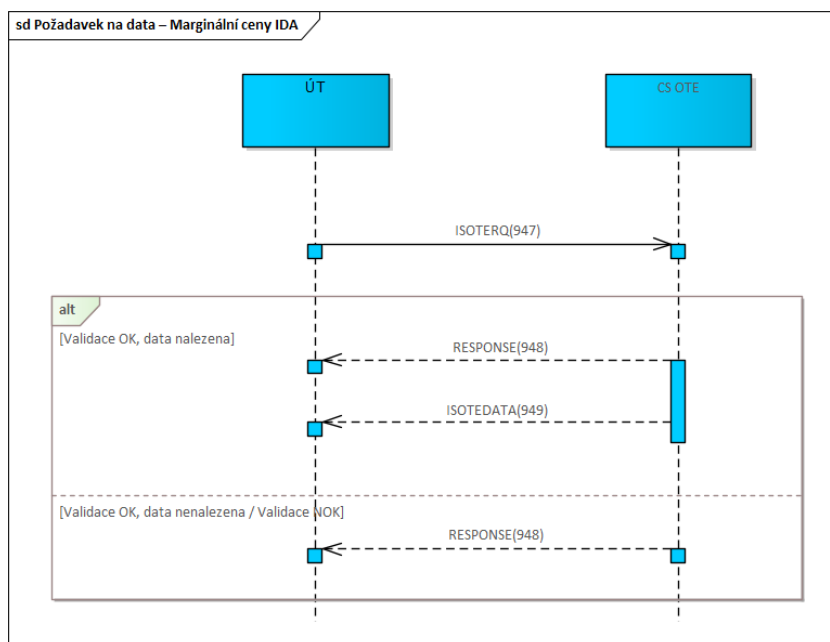 sd Požadavek na data – Marginální ceny IDA
ÚT
CS OTE
ISOTERQ(947)
alt
[Validace OK, data nalezena]
RESPONSE(948)
ISOTEDATA(949)
[Validace OK, data nenalezena / Validace NOK]
RESPONSE(948)